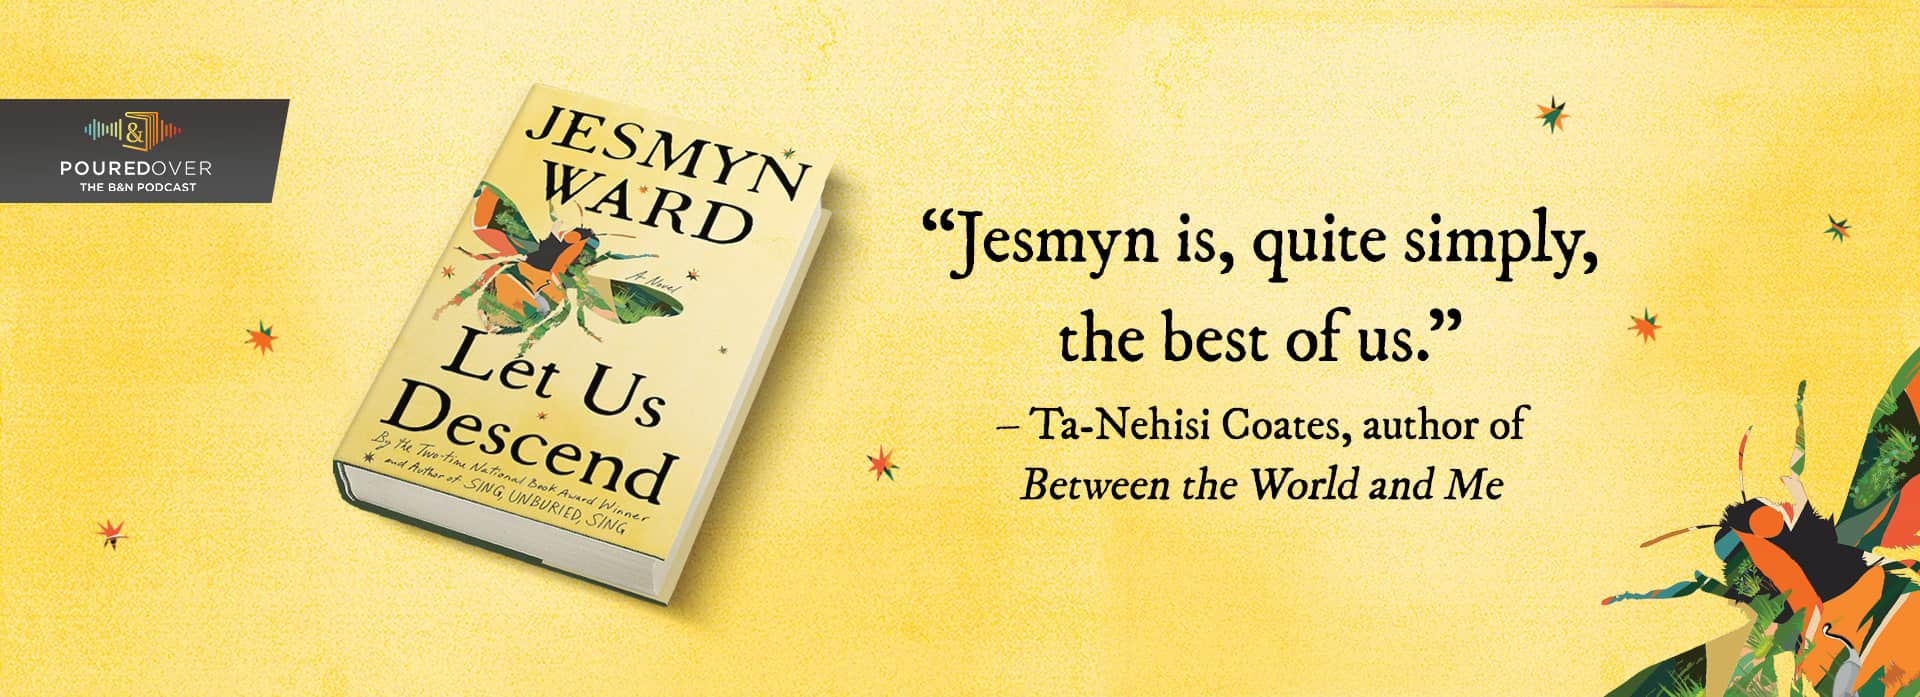 &
POUREDOVER
THE B&N PODCAST
JESMYN
WARD
A Novel
Let Us
Descend
By the Two-time National Book Award Winner
and Author of SING, UNBURIED, SING
“Jesmyn is, quite simply,
the best of us.”
– Ta-Nehisi Coates, author of
Between the World and Me